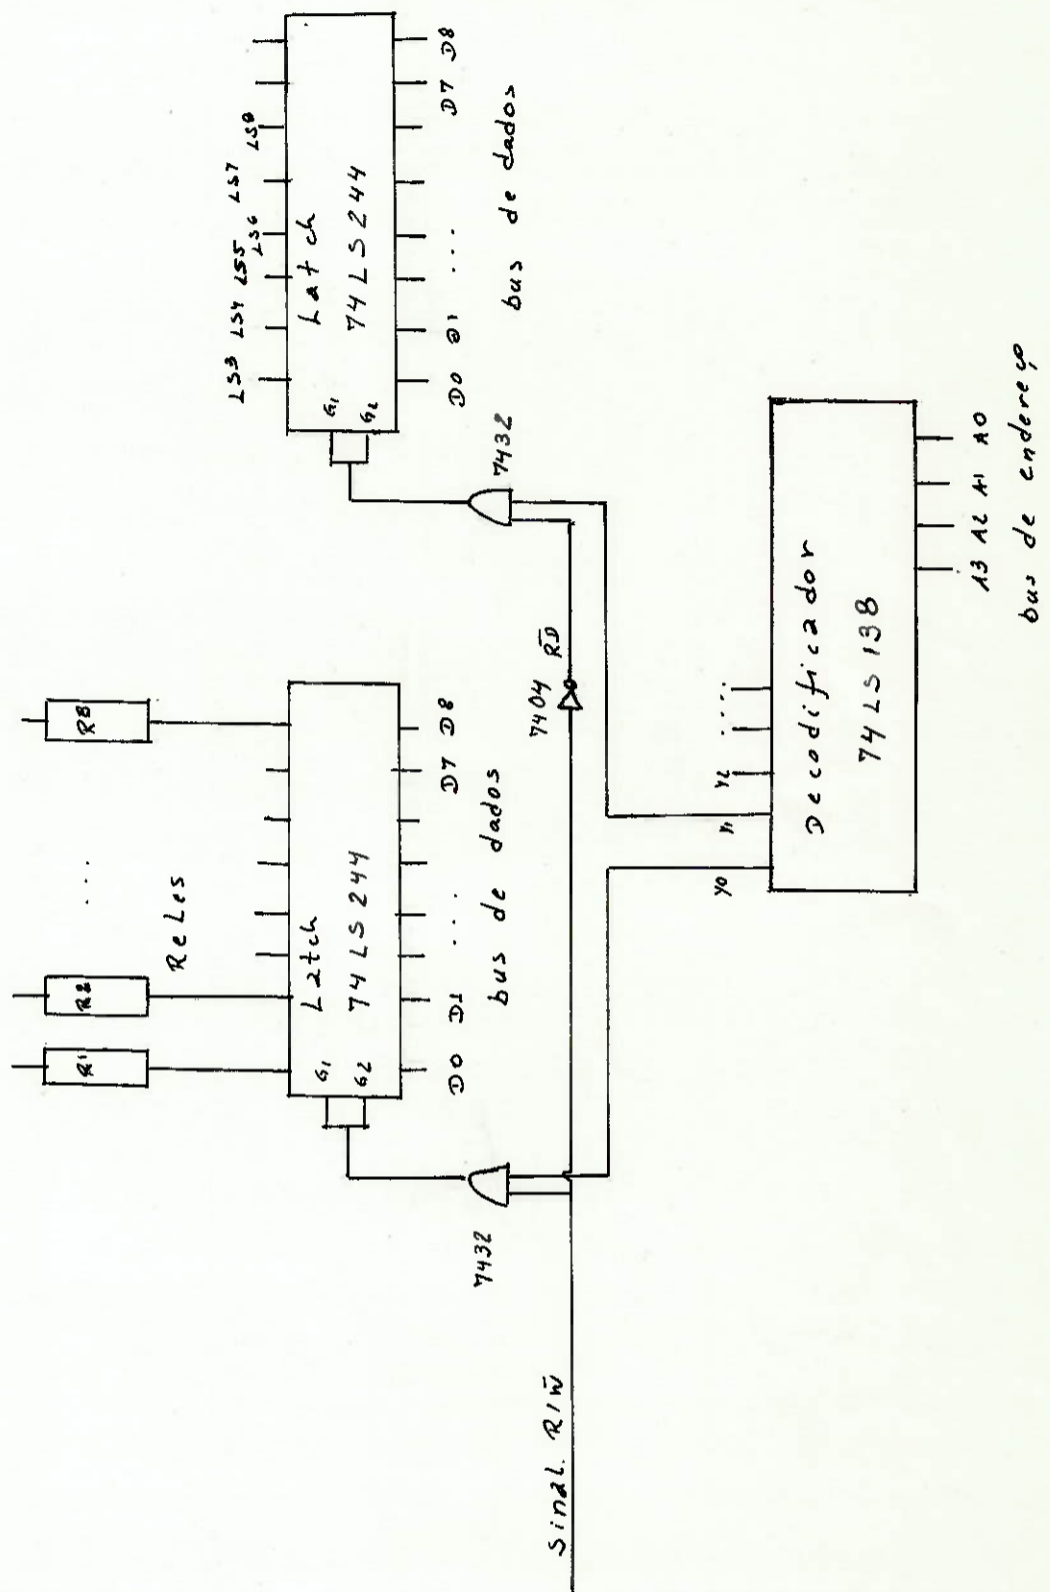 R1 R2 ... R8
Reles
LS3 LS4 LS5 LS6 LS7 LS8
G1
G2
Latch
74LS244
G1
G2
Latch
74LS244
D0 D1 ... D7 D8
bus de dados
D0 D1 ... D7 D8
bus de dados
7432
7432
7404
RD̅
Sinal R/W̅
Y0 Y1 Y2 ....
Decodificador
74LS138
A3 A2 A1 A0
bus de endereço